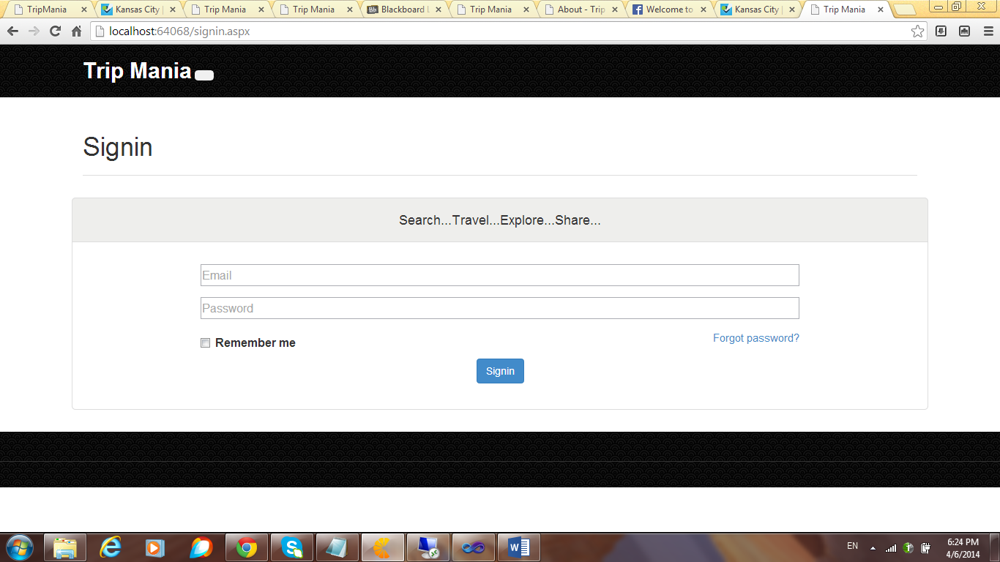 TripMania
Kansas City |
Trip Mania
Trip Mania
Bb Blackboard L
Trip Mania
About - Trip
Welcome to
Kansas City |
Trip Mania
localhost:64068/signin.aspx
Trip Mania
Signin
Search...Travel...Explore...Share...
Email
Password
Remember me
Forgot password?
Signin
EN
6:24 PM
4/6/2014